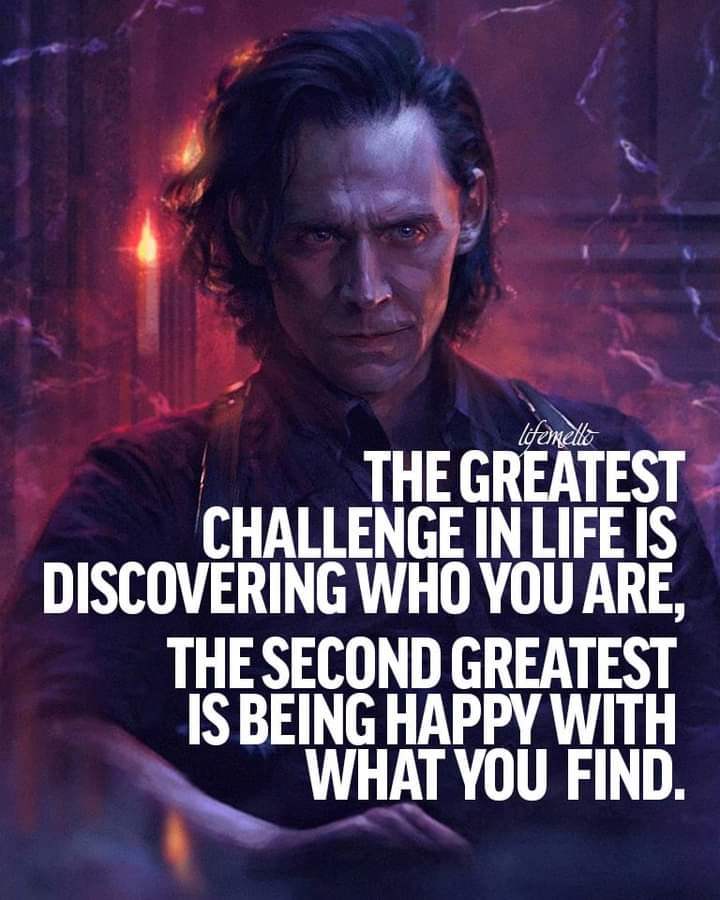 lifemello
THE GREATEST
CHALLENGE IN LIFE IS
DISCOVERING WHO YOU ARE,
THE SECOND GREATEST
IS BEING HAPPY WITH
WHAT YOU FIND.